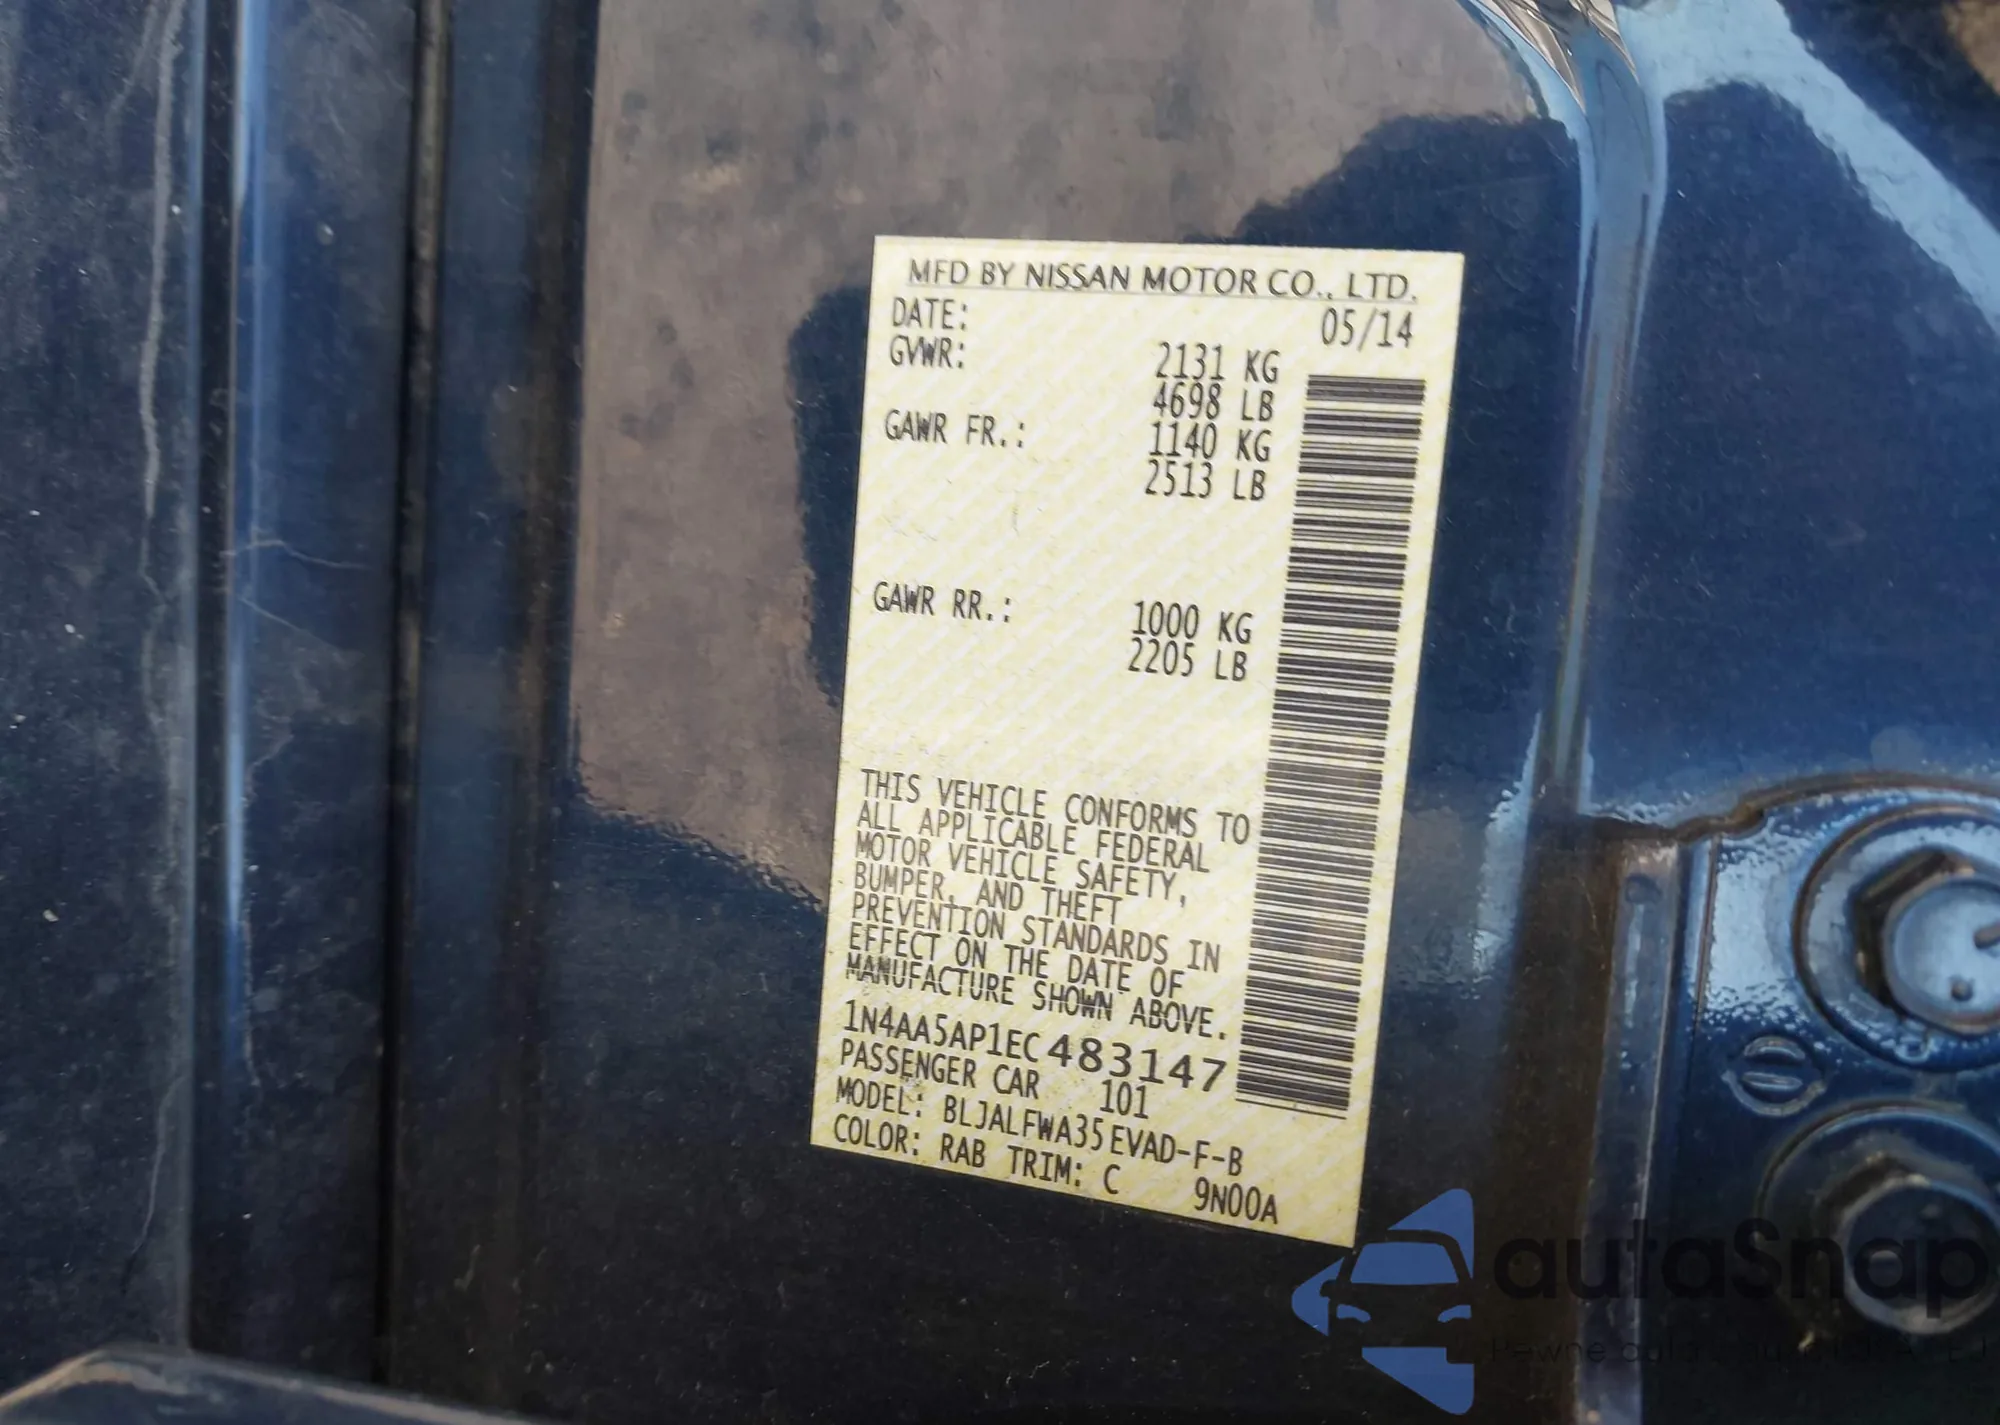 MFD BY NISSAN MOTOR CO., LTD.
DATE: 05/14
GVWR: 2131 KG
4698 LB
GAWR FR.: 1140 KG
2513 LB
GAWR RR.: 1000 KG
2205 LB
THIS VEHICLE CONFORMS TO
ALL APPLICABLE FEDERAL
MOTOR VEHICLE SAFETY,
BUMPER, AND THEFT
PREVENTION STANDARDS IN
EFFECT ON THE DATE OF
MANUFACTURE SHOWN ABOVE.
1N4AA5AP1EC483147
PASSENGER CAR 101
MODEL: BLJALFWA35EVAD-F-B
COLOR: RAB TRIM: C 9N00A
autaSnap
Pewne auta